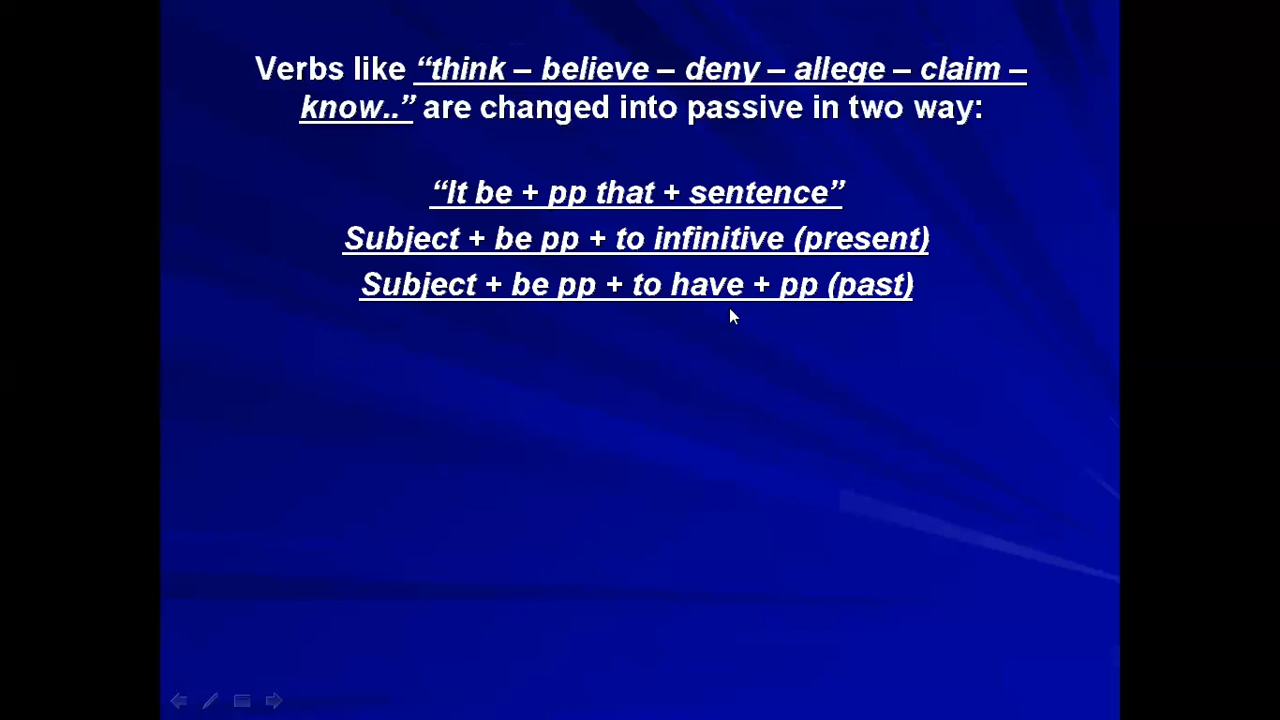 Verbs like “think – believe – deny – allege – claim –
know..” are changed into passive in two way:
“It be + pp that + sentence”
Subject + be pp + to infinitive (present)
Subject + be pp + to have + pp (past)